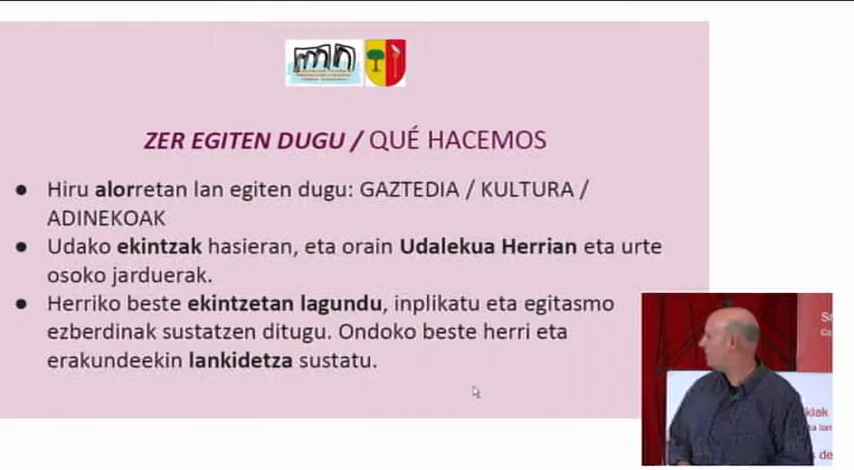 ZER EGITEN DUGU / QUÉ HACEMOS
● Hiru alorretan lan egiten dugu: GAZTEDIA / KULTURA /
ADINEKOAK
● Udako ekintzak hasieran, eta orain Udalekua Herrian eta urte
osoko jarduerak.
● Herriko beste ekintzetan lagundu, inplikatu eta egitasmo
ezberdinak sustatzen ditugu. Ondoko beste herri eta
erakundeekin lankidetza sustatu.